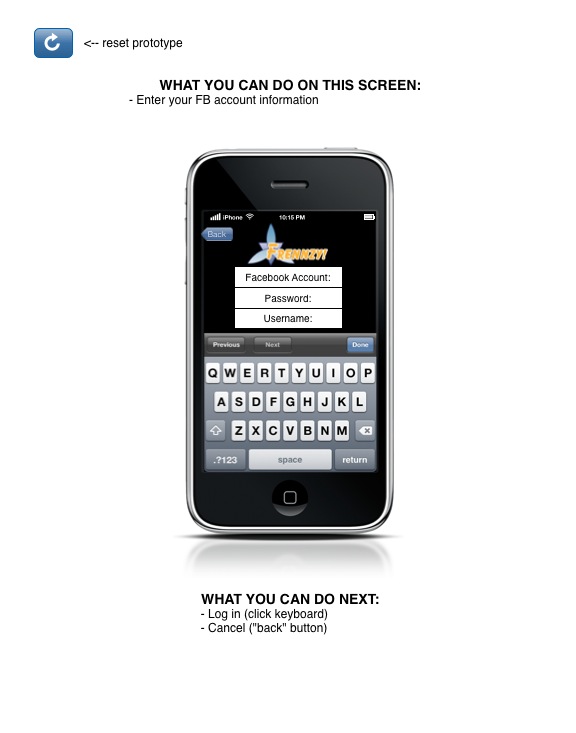 <-- reset prototype
WHAT YOU CAN DO ON THIS SCREEN:
- Enter your FB account information
iPhone 10:15 PM
Back
FRENNZY!
Facebook Account:
Password:
Username:
Previous Next Done
Q W E R T Y U I O P
A S D F G H J K L
Z X C V B N M
.?123 space return
WHAT YOU CAN DO NEXT:
- Log in (click keyboard)
- Cancel ("back" button)